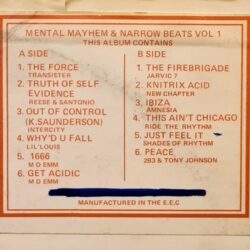 MENTAL MAYHEM & NARROW BEATS VOL 1
THIS ALBUM CONTAINS
A SIDE
1. THE FORCE
TRANSISTER
2. TRUTH OF SELF
EVIDENCE
REESE & SANTONIO
3. OUT OF CONTROL
(K.SAUNDERSON)
INTERCITY
4. WHY'D U FALL
LIL'LOUIS
5. 1666
M D EMM
6. GET ACIDIC
M D EMM
B SIDE
1. THE FIREBRIGADE
JARVIC 7
2. KNITRIX ACID
NEW CHAPTER
3. IBIZA
AMNESIA
4. THIS AIN'T CHICAGO
RIDE THE RHYTHM
5. JUST FEEL IT
SHADES OF RHYTHM
6. PEACE
2B3 & TONY JOHNSON
MANUFACTURED IN THE E.E.C